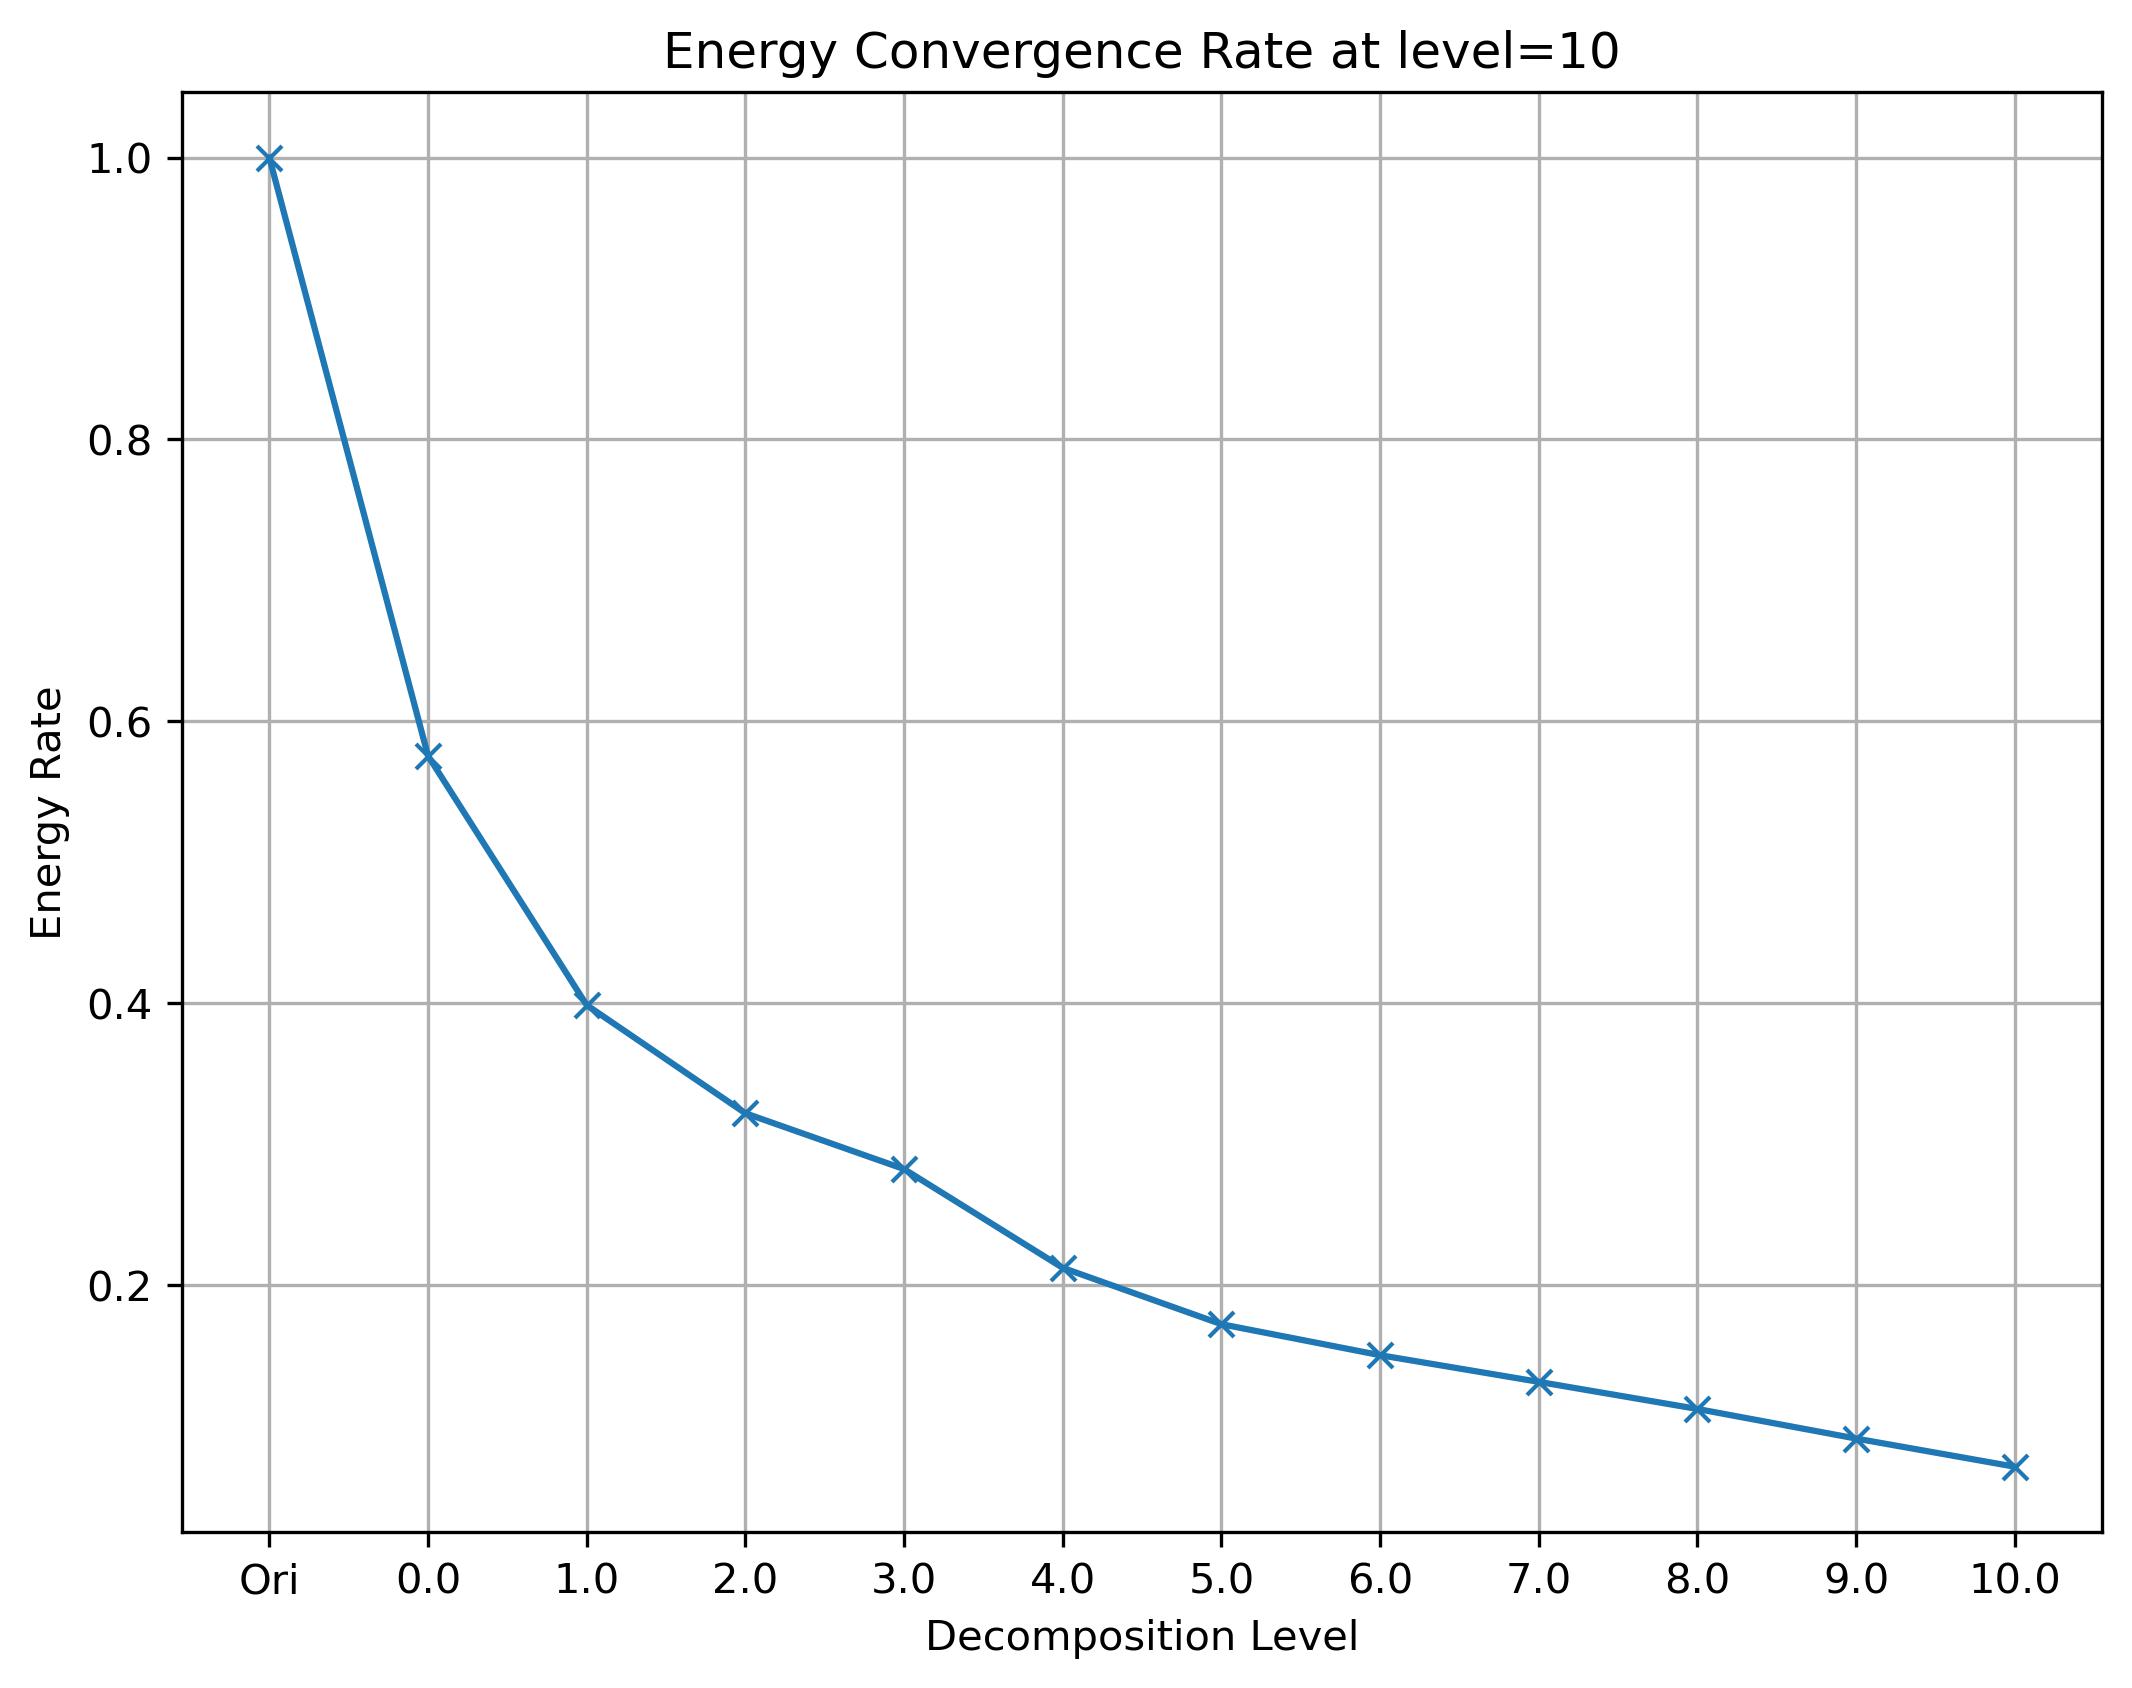 Energy Convergence Rate at level=10
1.0
0.8
0.6
0.4
0.2
Energy Rate
Ori 0.0 1.0 2.0 3.0 4.0 5.0 6.0 7.0 8.0 9.0 10.0
Decomposition Level